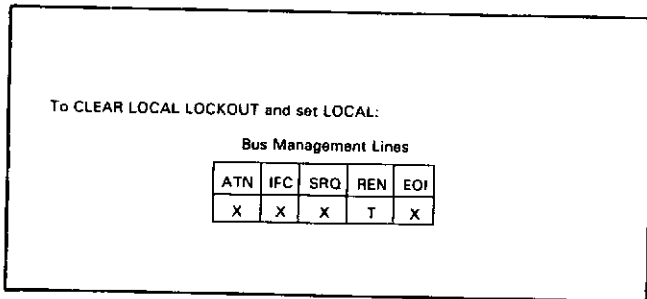 To CLEAR LOCAL LOCKOUT and set LOCAL:
Bus Management Lines
ATN IFC SRQ REN EOI
X X X T X